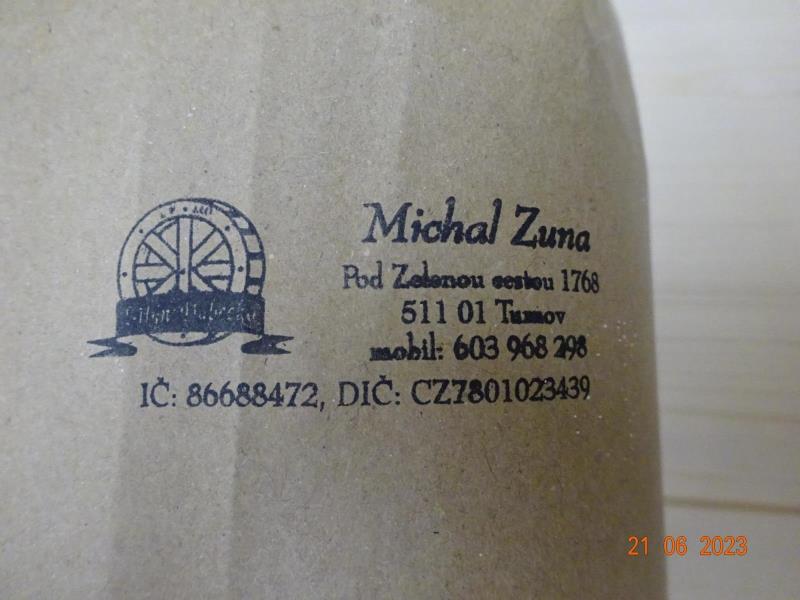 Michal Zuna
Pod Zelenou cestou 1768
511 01 Turnov
mobil: 603 968 298
IČ: 86688472, DIČ: CZ7801023439
21 06 2023